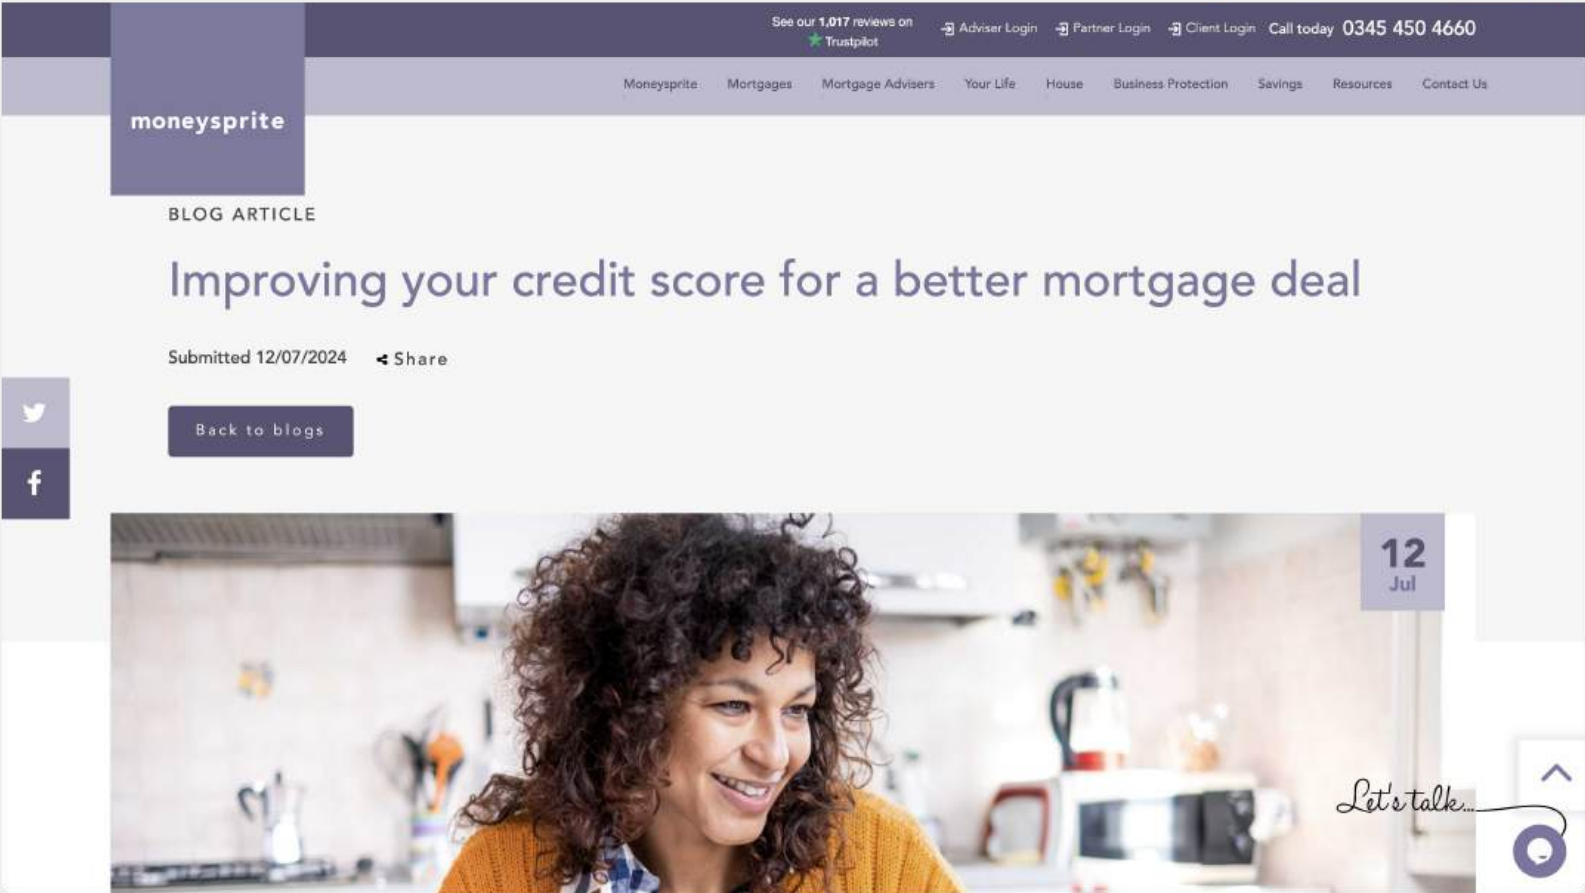 See our 1,017 reviews on
Trustpilot
Adviser Login
Partner Login
Client Login
Call today 0345 450 4660
moneysprite
Moneysprite
Mortgages
Mortgage Advisers
Your Life
House
Business Protection
Savings
Resources
Contact Us
BLOG ARTICLE
Improving your credit score for a better mortgage deal
Submitted 12/07/2024
Share
Back to blogs
12
Jul
Let's talk...